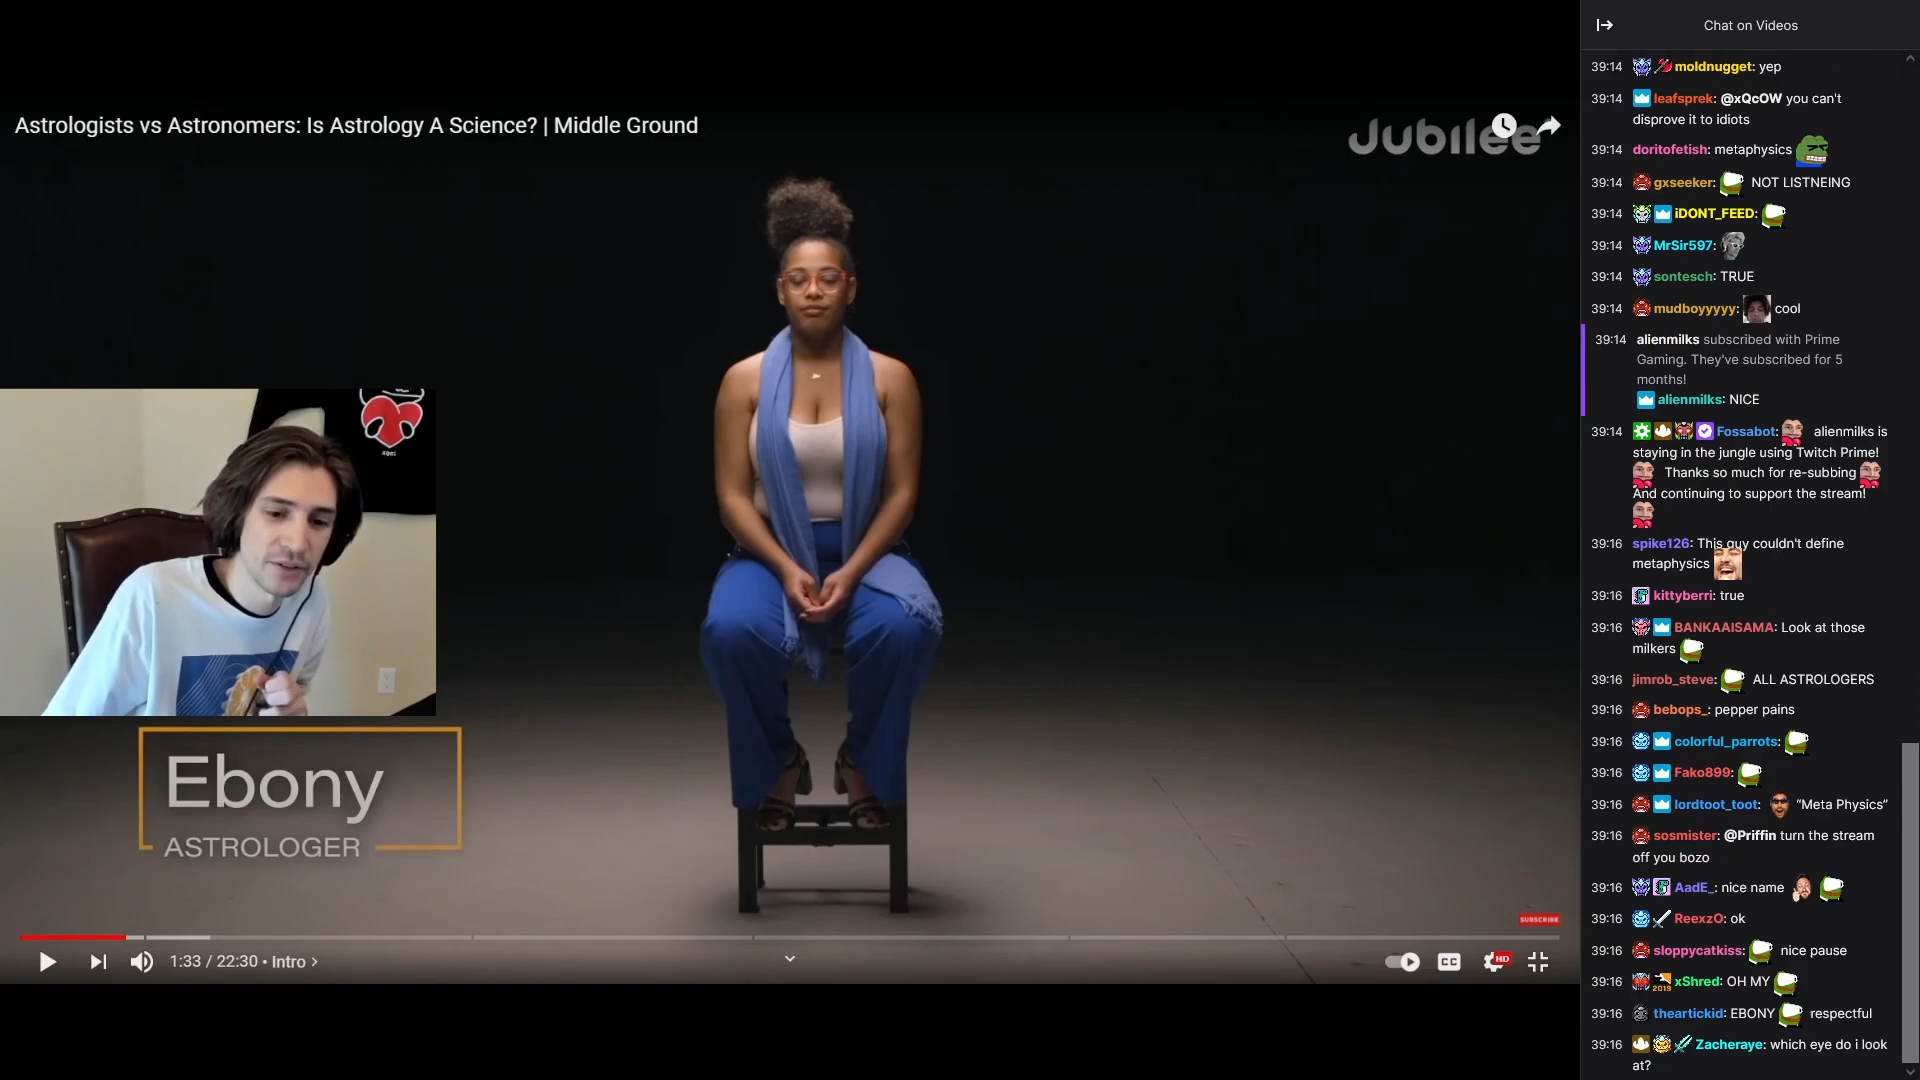 Chat on Videos
Astrologists vs Astronomers: Is Astrology A Science? | Middle Ground
Jubilee
Ebony
ASTROLOGER
SUBSCRIBE
1:33 / 22:30 • Intro >
CC
HD
39:14 moldnugget: yep
39:14 leafsprek: @xQcOW you can't
disprove it to idiots
39:14 doritofetish: metaphysics
39:14 gxseeker: NOT LISTNEING
39:14 iDONT_FEED:
39:14 MrSir597:
39:14 sontesch: TRUE
39:14 mudboyyyyy: cool
39:14 alienmilks subscribed with Prime
Gaming. They've subscribed for 5
months!
alienmilks: NICE
39:14 Fossabot: alienmilks is
staying in the jungle using Twitch Prime!
Thanks so much for re-subbing
And continuing to support the stream!
39:16 spike126: This guy couldn't define
metaphysics
39:16 kittyberri: true
39:16 BANKAAISAMA: Look at those
milkers
39:16 jimrob_steve: ALL ASTROLOGERS
39:16 bebops_: pepper pains
39:16 colorful_parrots:
39:16 Fako899:
39:16 lordtoot_toot: “Meta Physics”
39:16 sosmister: @Priffin turn the stream
off you bozo
39:16 AadE_: nice name
39:16 ReexzO: ok
39:16 sloppycatkiss: nice pause
39:16 2019 xShred: OH MY
39:16 theartickid: EBONY respectful
39:16 Zacheraye: which eye do i look
at?